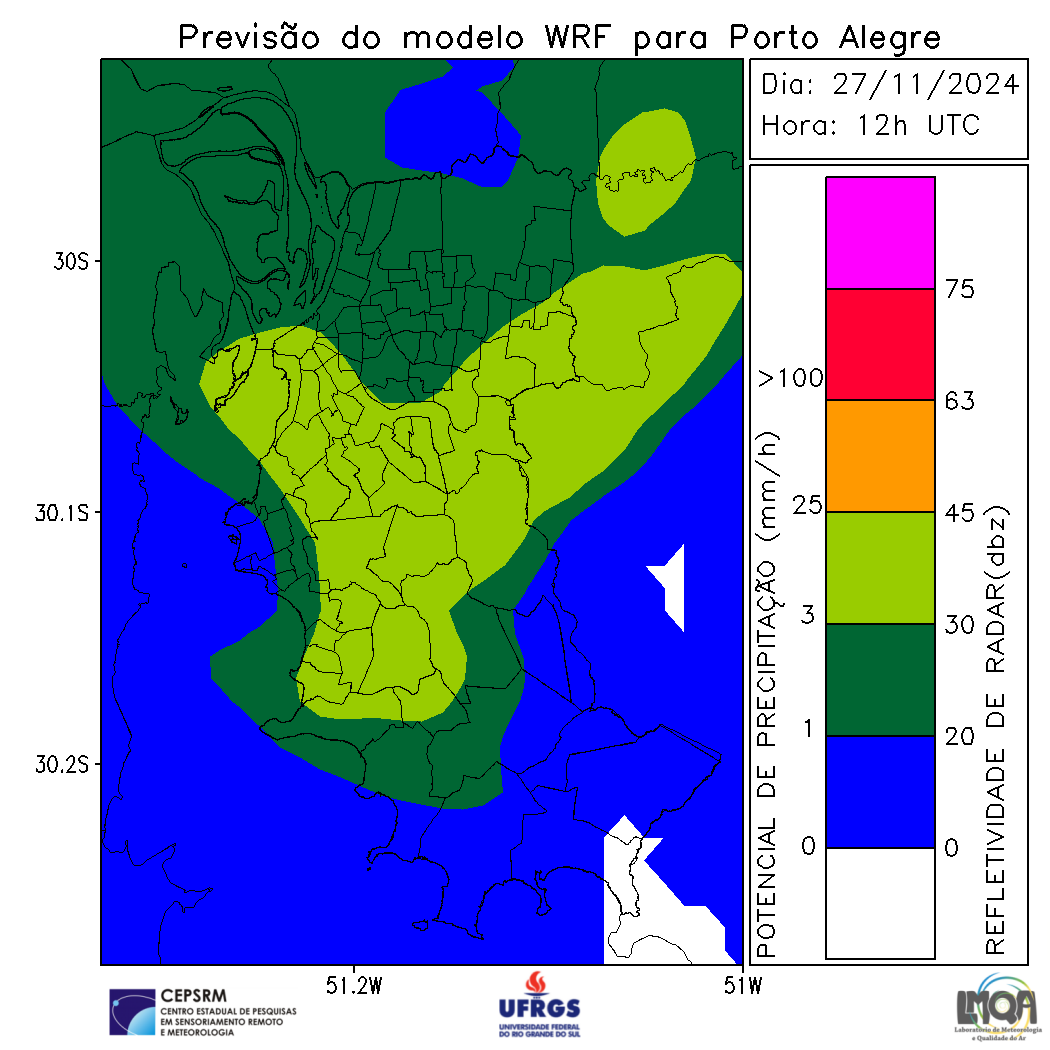 Previsão do modelo WRF para Porto Alegre
Dia: 27/11/2024
Hora: 12h UTC
30S
30.1S
30.2S
51.2W
51W
POTENCIAL DE PRECIPITAÇÃO (mm/h)
>100
25
3
1
0
75
63
45
30
20
0
REFLETIVIDADE DE RADAR(dbz)
CEPSRM
CENTRO ESTADUAL DE PESQUISAS
EM SENSORIAMENTO REMOTO
E METEOROLOGIA
UFRGS
UNIVERSIDADE FEDERAL
DO RIO GRANDE DO SUL
LMQA
Laboratório de Meteorologia
e Qualidade do Ar